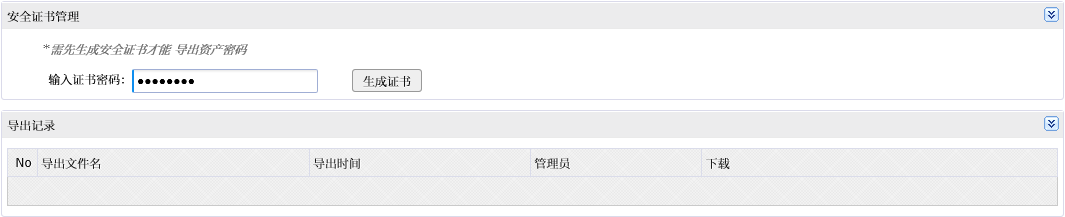 安全证书管理
*需先生成安全证书才能 导出资产密码
输入证书密码: ●●●●●●●● 生成证书
导出记录
No 导出文件名 导出时间 管理员 下载